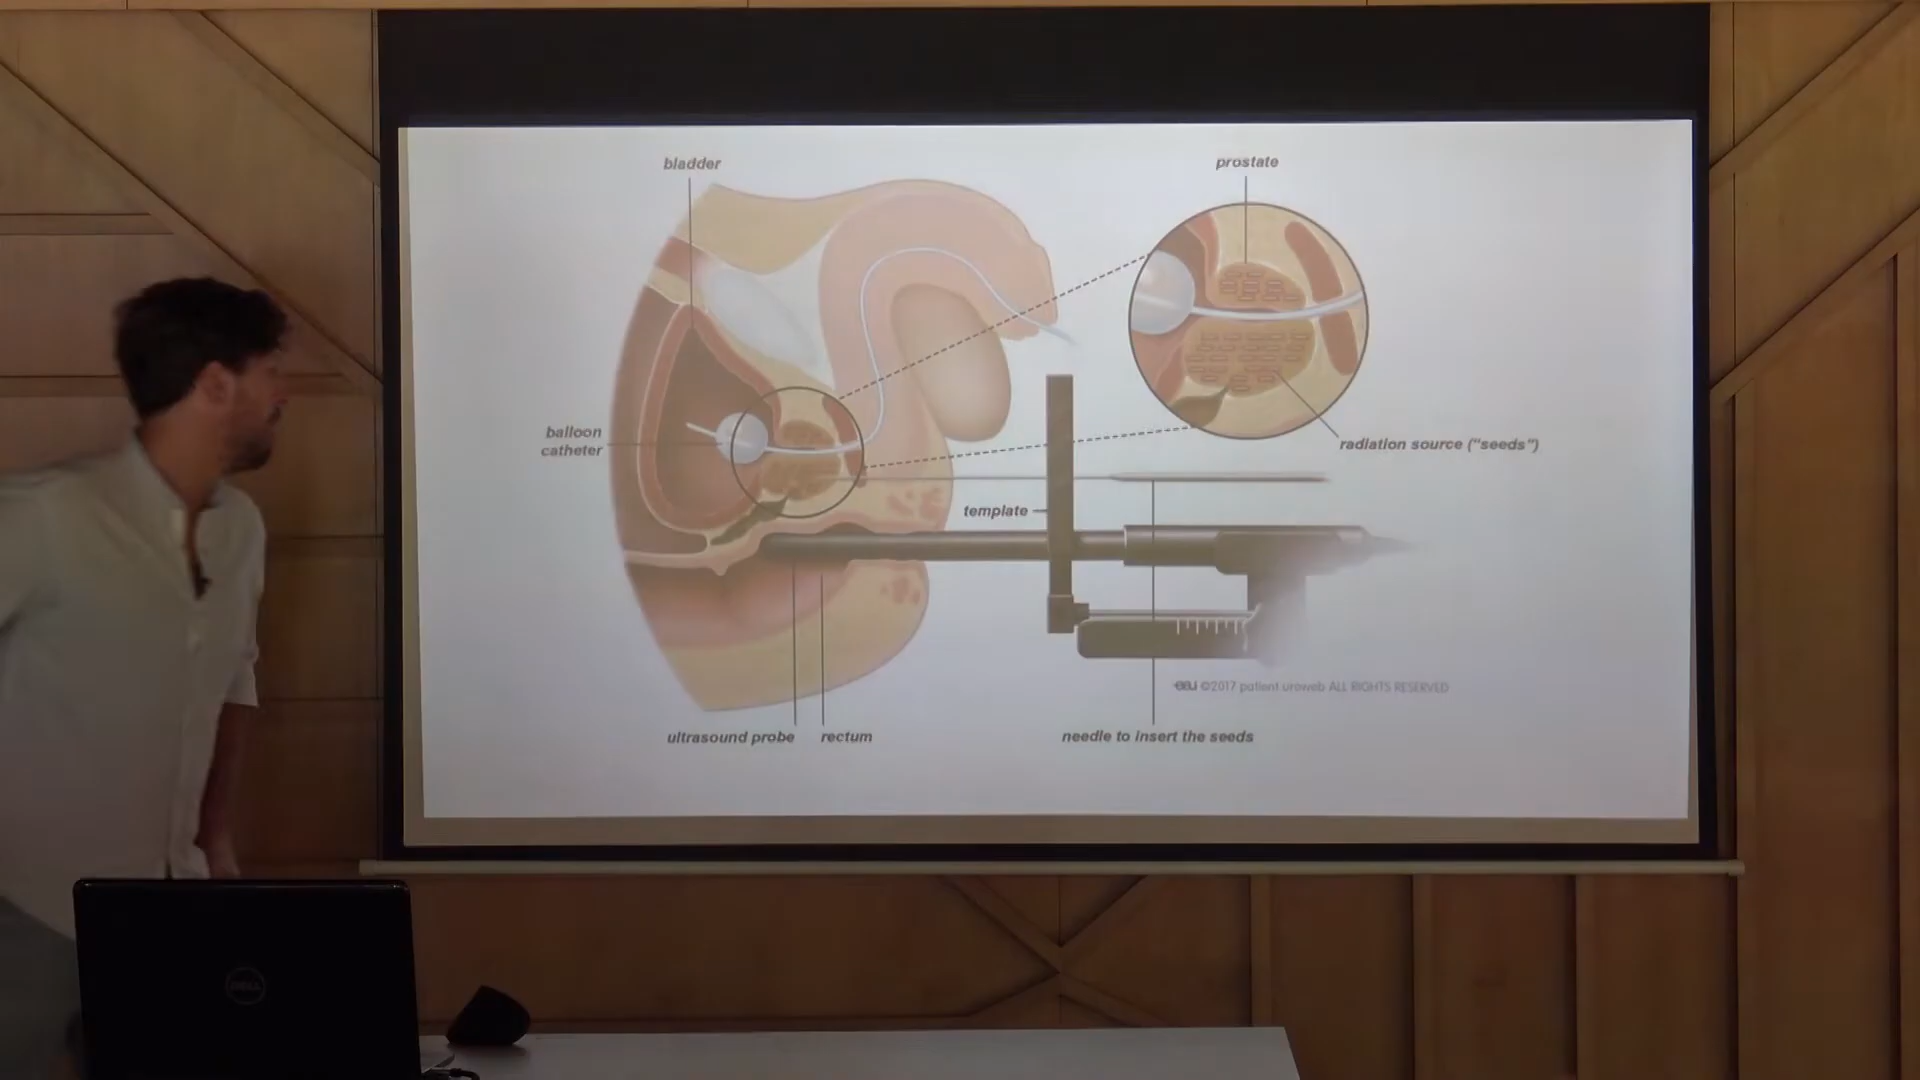 bladder
prostate
balloon
catheter
radiation source ("seeds")
template
eau ©2017 patient uroweb ALL RIGHTS RESERVED
ultrasound probe
rectum
needle to insert the seeds
DELL